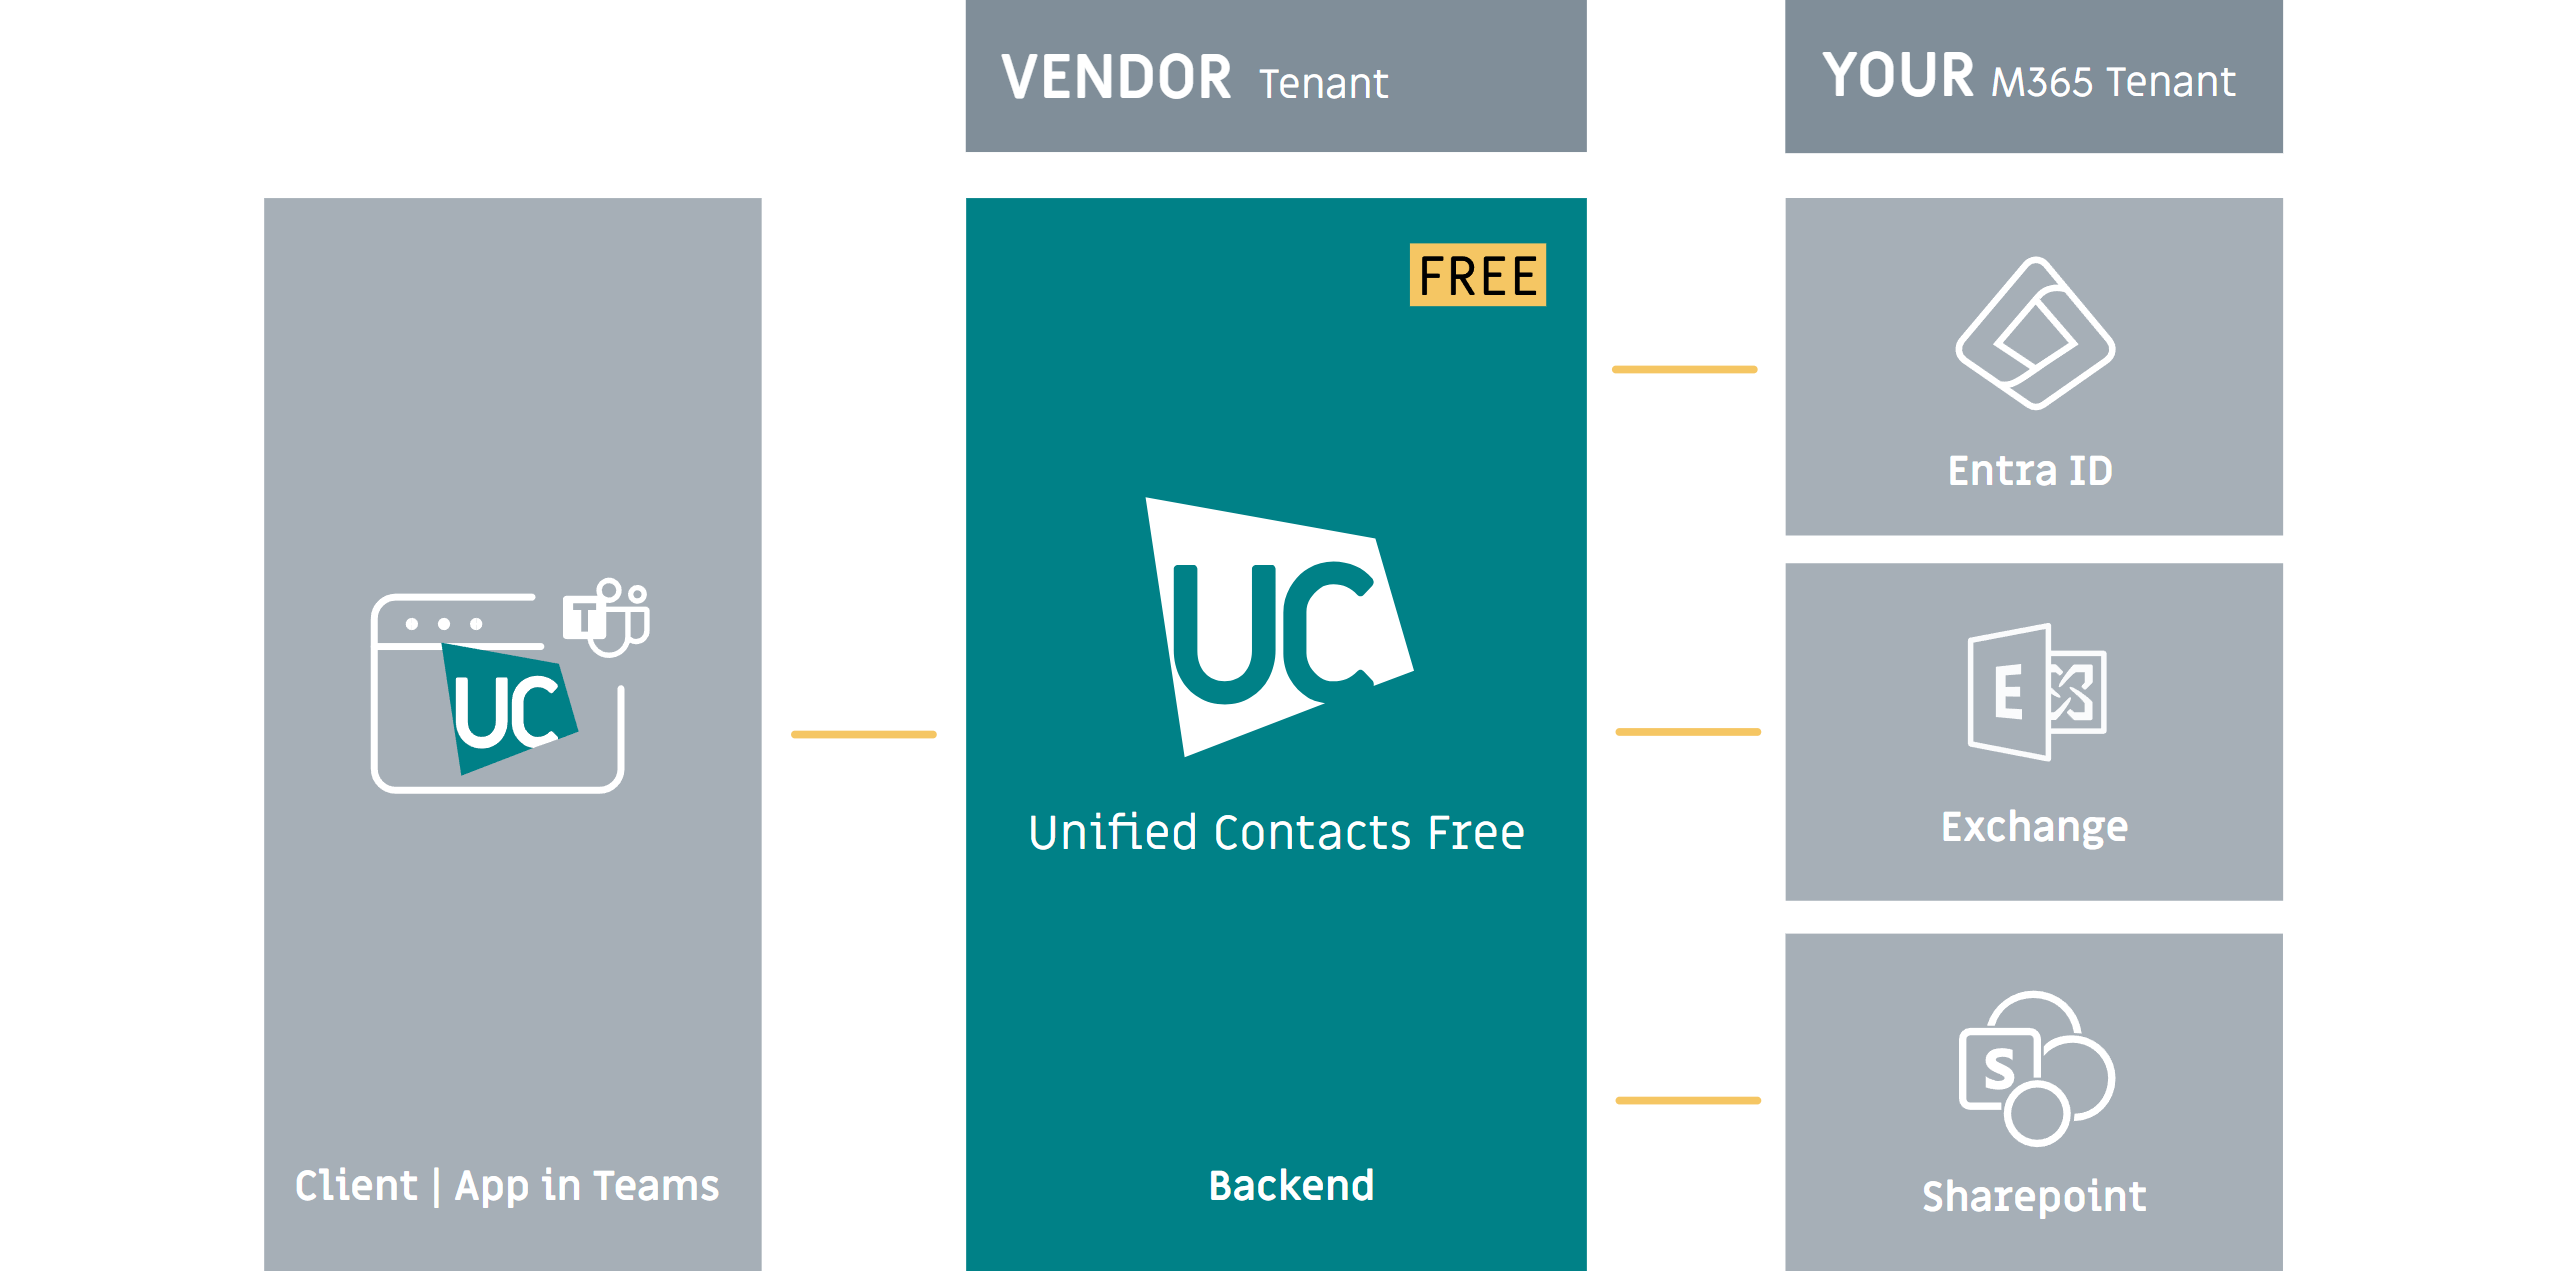 VENDOR Tenant
YOUR M365 Tenant
FREE
T
UC
Client | App in Teams
UC
Unified Contacts Free
Backend
Entra ID
E
Exchange
S
Sharepoint